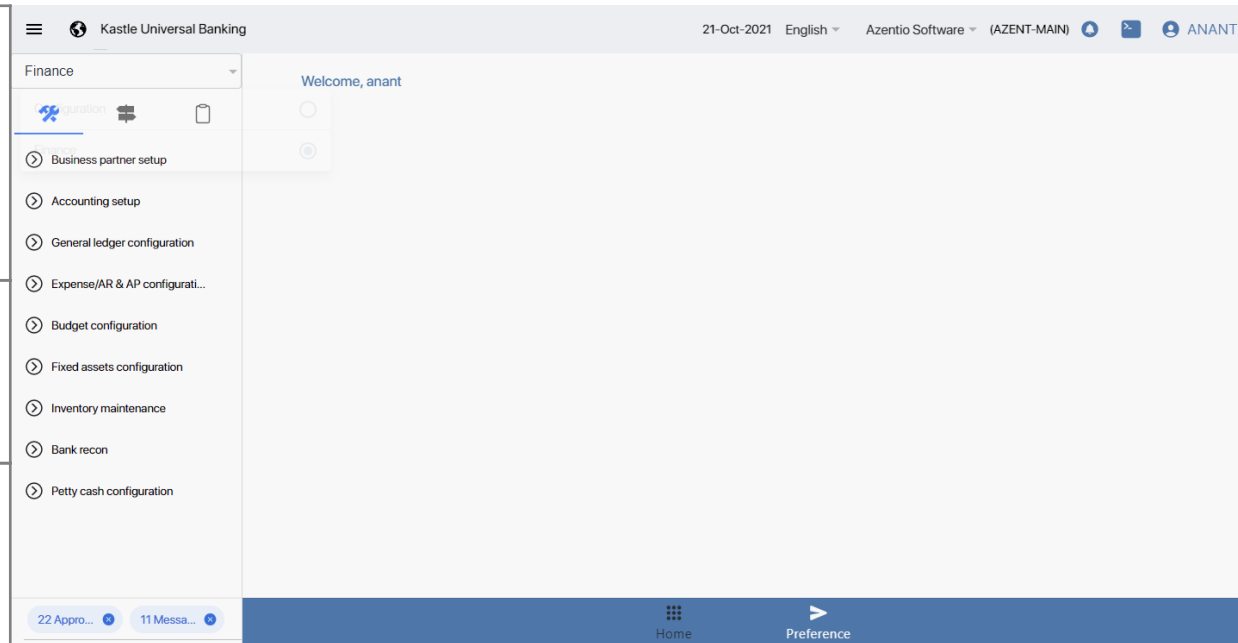 Kastle Universal Banking
21-Oct-2021 English Azentio Software (AZENT-MAIN) ANANT
Finance
Welcome, anant
Configuration
Finance
Business partner setup
Accounting setup
General ledger configuration
Expense/AR & AP configurati...
Budget configuration
Fixed assets configuration
Inventory maintenance
Bank recon
Petty cash configuration
22 Appro... 11 Messa...
Home Preference